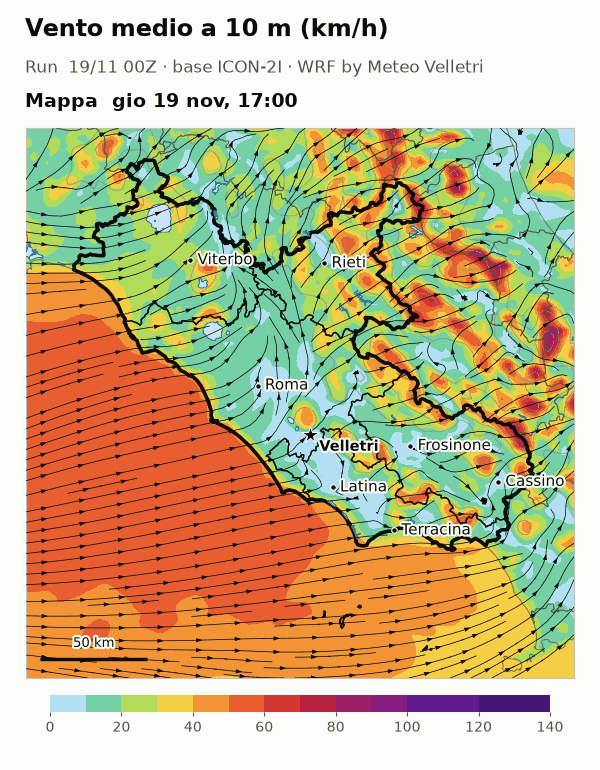 Vento medio a 10 m (km/h)
Run 19/11 00Z · base ICON-2I · WRF by Meteo Velletri
Mappa gio 19 nov, 17:00
Viterbo
Rieti
Roma
Velletri
Frosinone
Latina
Cassino
Terracina
50 km
0 20 40 60 80 100 120 140